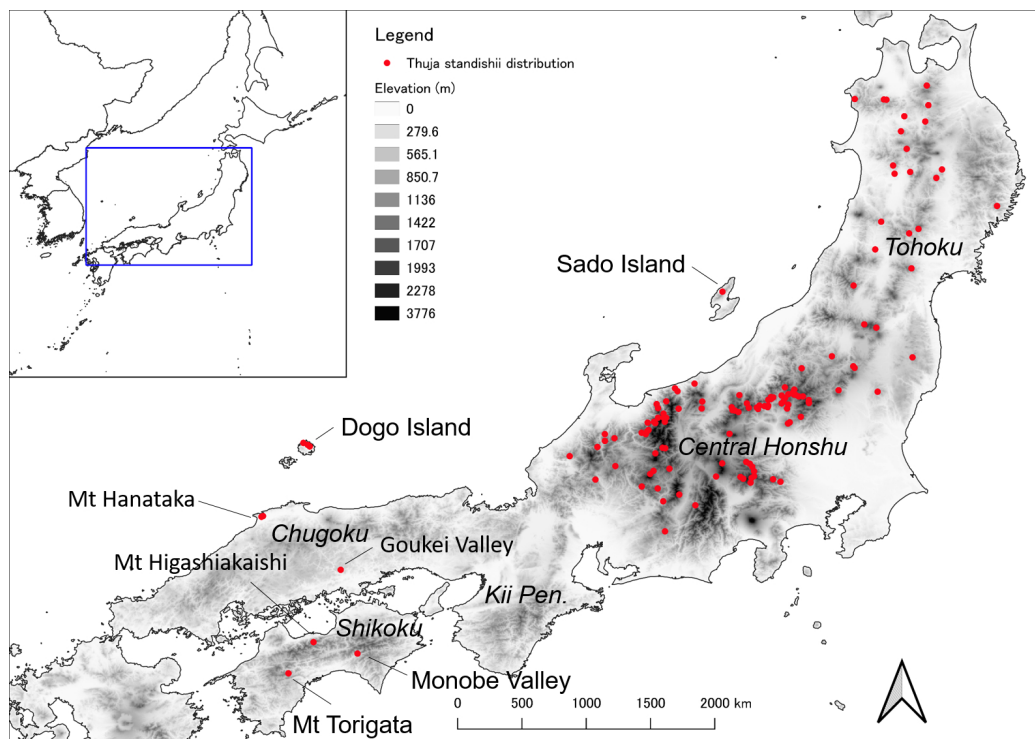 Legend
Thuja standishii distribution
Elevation (m)
0
279.6
565.1
850.7
1136
1422
1707
1993
2278
3776
Tohoku
Sado Island
Dogo Island
Central Honshu
Mt Hanataka
Chugoku
Goukei Valley
Mt Higashiakaishi
Kii Pen.
Shikoku
Monobe Valley
Mt Torigata
0 500 1000 1500 2000 km